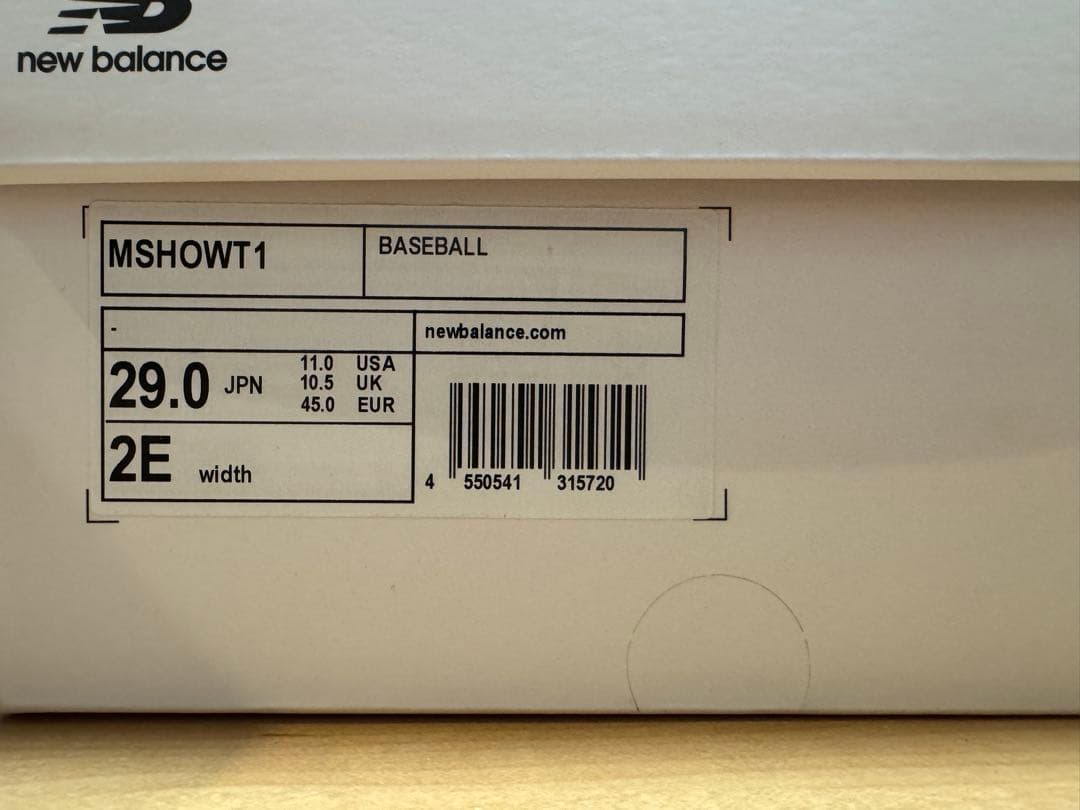 new balance
MSHOWT1
BASEBALL
-
newbalance.com
29.0 JPN
11.0 USA
10.5 UK
45.0 EUR
2E width
4 550541 315720